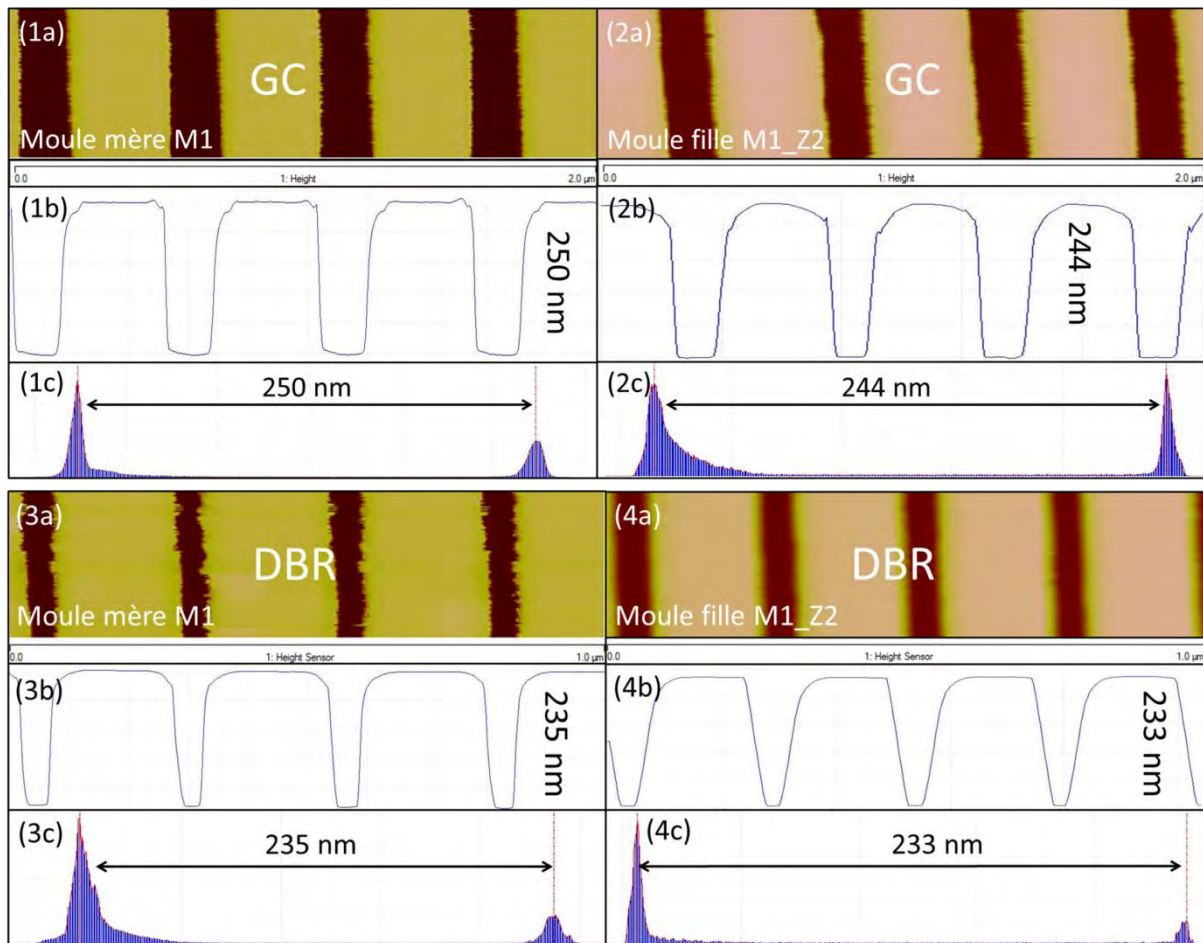 (1a)
GC
Moule mère M1
0.0 1: Height 2.0 µm
(1b)
250 nm
(1c)
250 nm
(2a)
GC
Moule fille M1_Z2
0.0 1: Height 2.0 µm
(2b)
244 nm
(2c)
244 nm
(3a)
DBR
Moule mère M1
0.0 1: Height Sensor 1.0 µm
(3b)
235 nm
(3c)
235 nm
(4a)
DBR
Moule fille M1_Z2
0.0 1: Height Sensor 1.0 µm
(4b)
233 nm
(4c)
233 nm